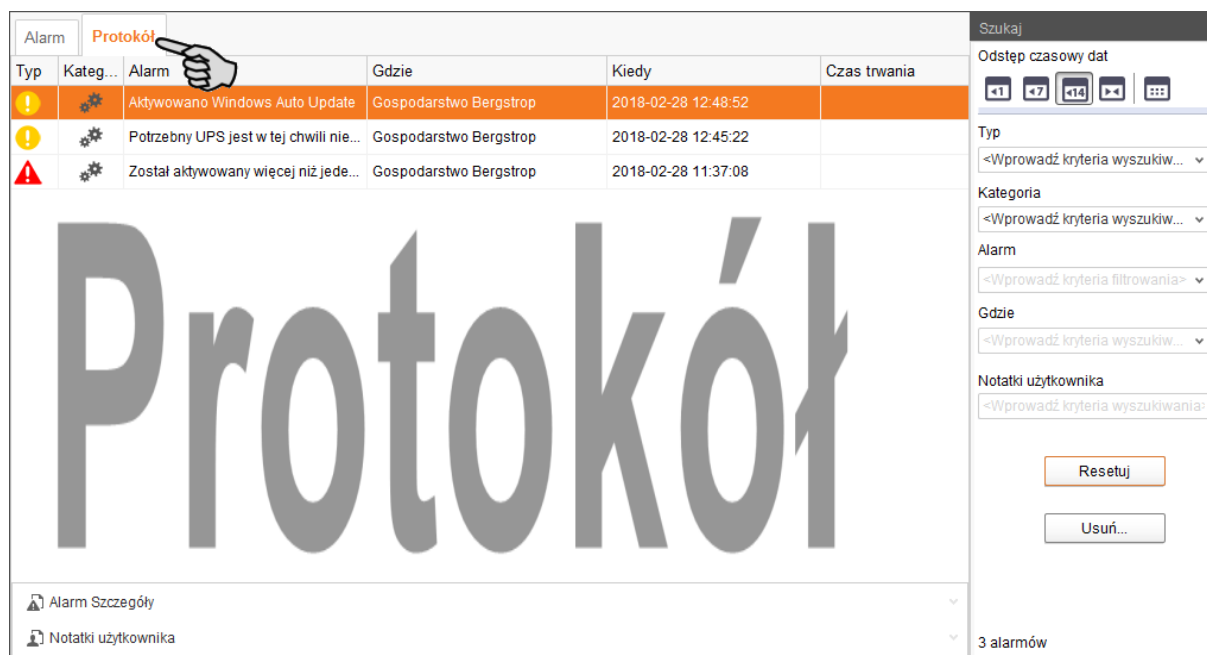 Alarm Protokół
Typ Kateg... Alarm Gdzie Kiedy Czas trwania
Aktywowano Windows Auto Update Gospodarstwo Bergstrop 2018-02-28 12:48:52
Potrzebny UPS jest w tej chwili nie... Gospodarstwo Bergstrop 2018-02-28 12:45:22
Został aktywowany więcej niż jede... Gospodarstwo Bergstrop 2018-02-28 11:37:08
Protokół
Alarm Szczegóły
Notatki użytkownika
Szukaj
Odstęp czasowy dat
1 7 14
Typ
<Wprowadź kryteria wyszukiw...
Kategoria
<Wprowadź kryteria wyszukiw...
Alarm
<Wprowadź kryteria filtrowania>
Gdzie
<Wprowadź kryteria wyszukiw...
Notatki użytkownika
<Wprowadź kryteria wyszukiwania>
Resetuj
Usuń...
3 alarmów